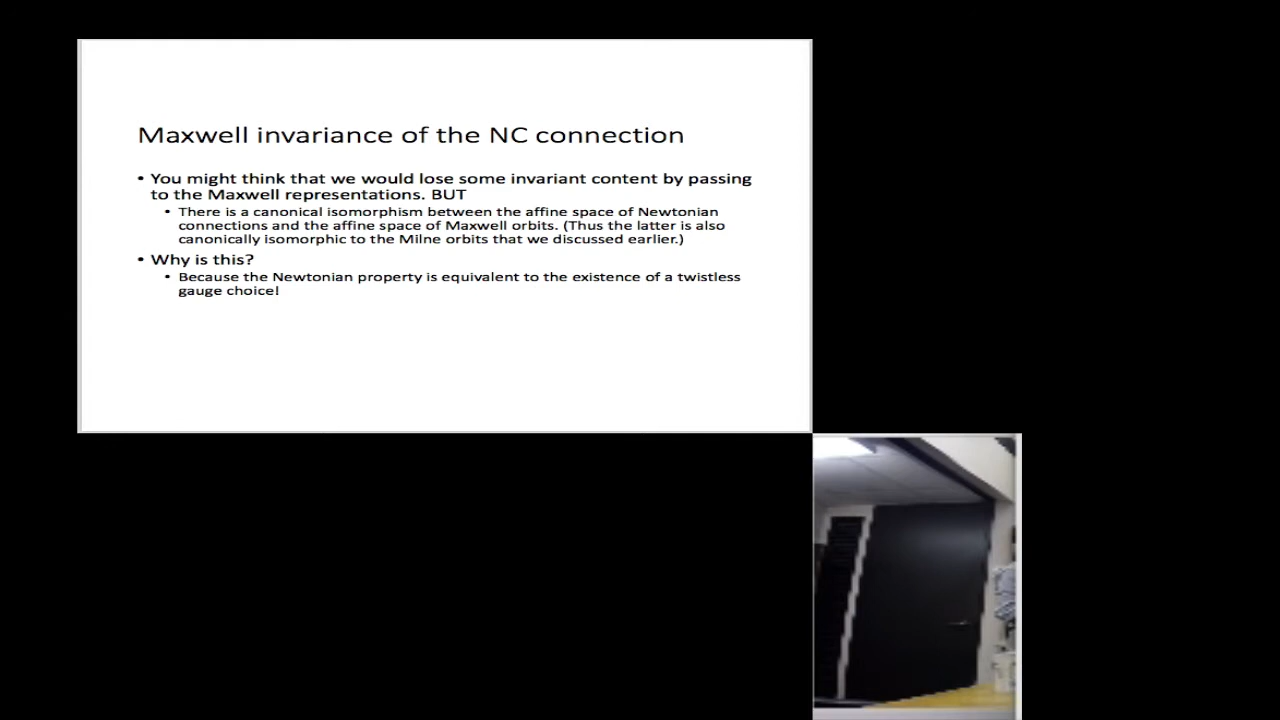 Maxwell invariance of the NC connection
• You might think that we would lose some invariant content by passing
to the Maxwell representations. BUT
• There is a canonical isomorphism between the affine space of Newtonian
connections and the affine space of Maxwell orbits. (Thus the latter is also
canonically isomorphic to the Milne orbits that we discussed earlier.)
• Why is this?
• Because the Newtonian property is equivalent to the existence of a twistless
gauge choice!